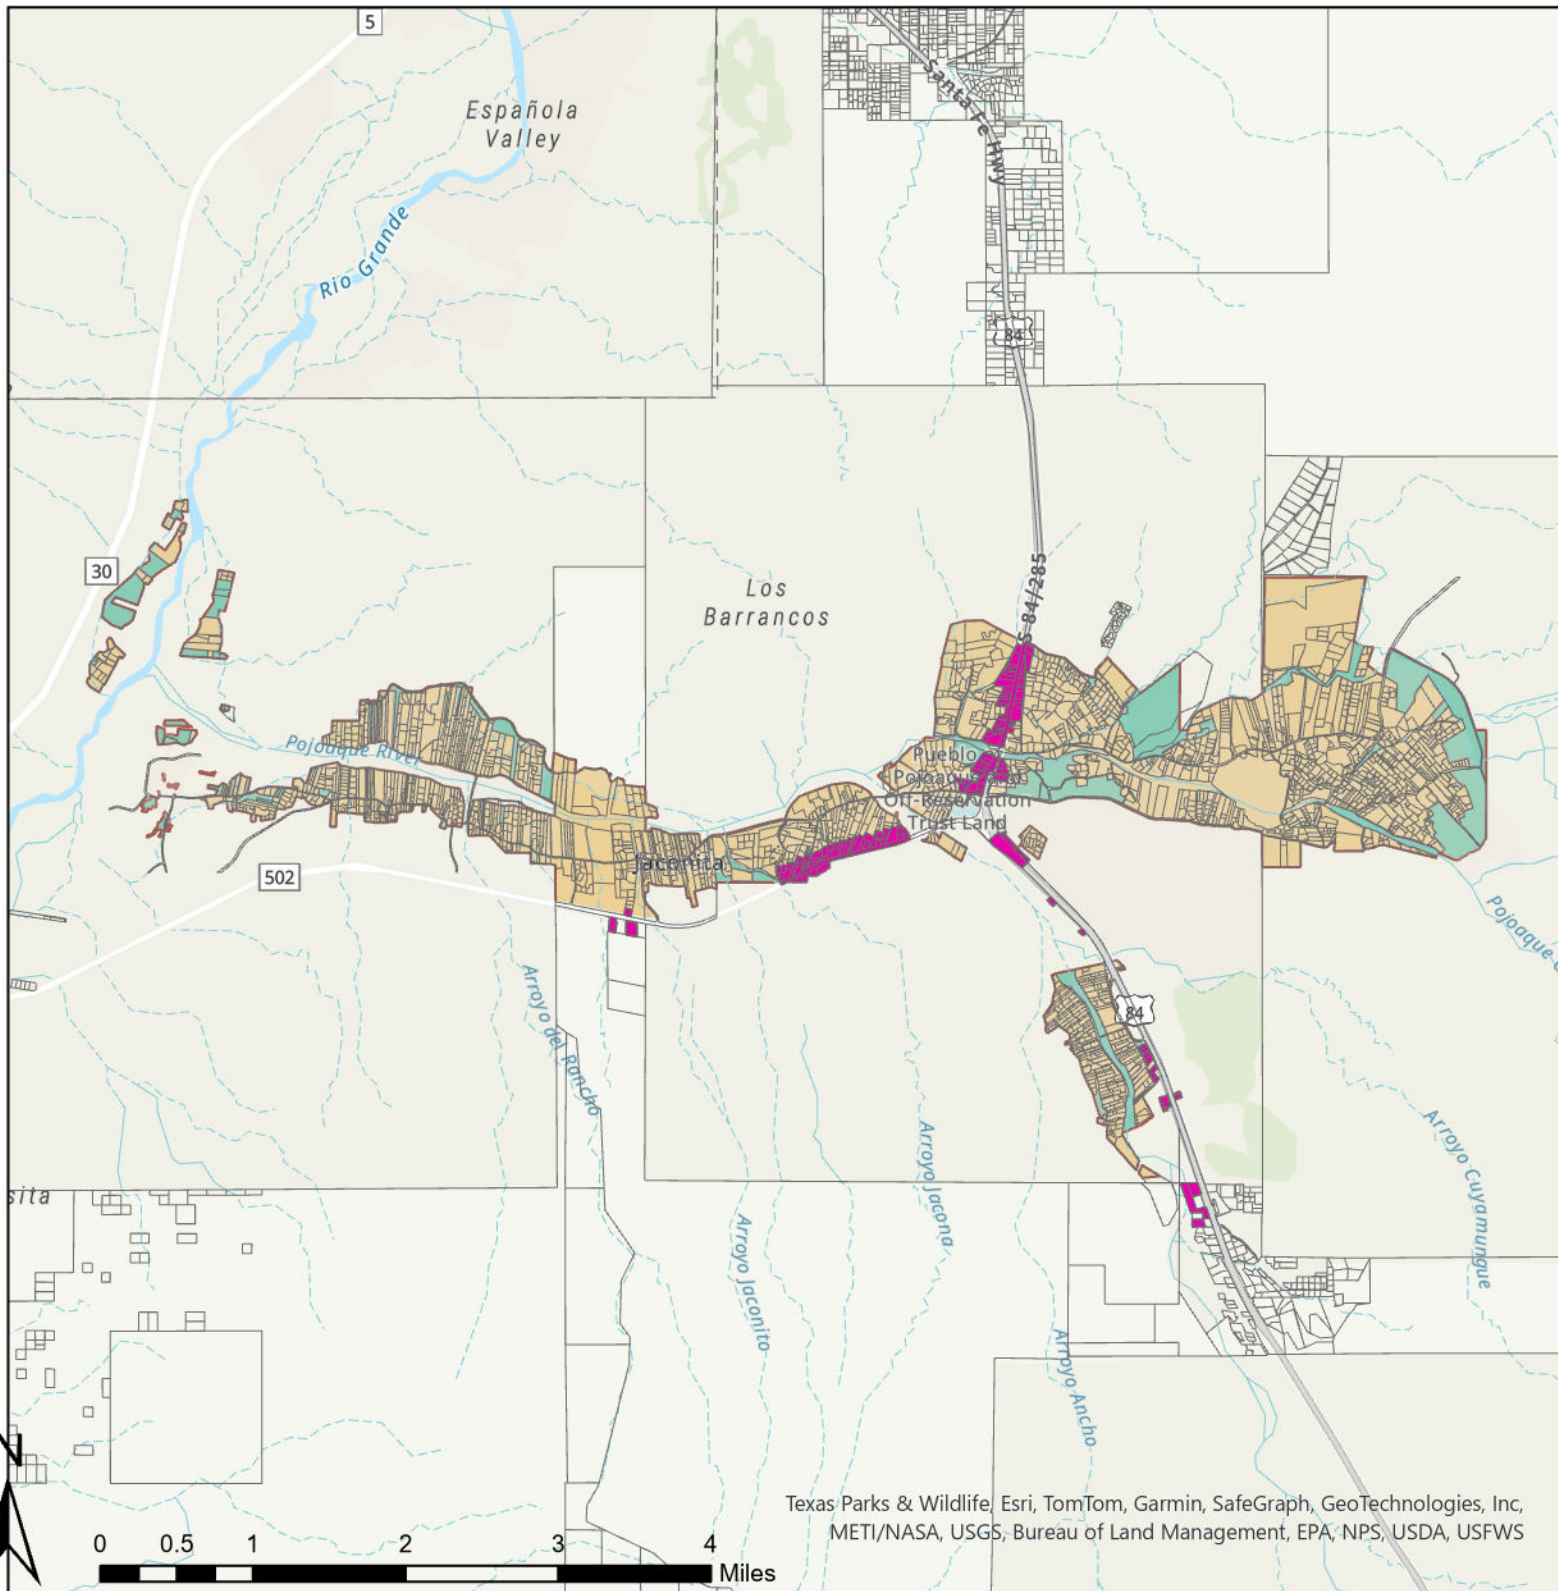 5
Española
Valley
Santa Fe Hwy
Rio Grande
84
30
Los
Barrancos
S 84/285
Pojoaque River
Pueblo
Off-Reservation
Trust Land
Jaconita
502
Pojoaque
84
Arroyo del Rancho
Arroyo Jacona
Arroyo Cuyamungue
sita
Arroyo Jaconito
Arroyo Ancho
N
Texas Parks & Wildlife, Esri, TomTom, Garmin, SafeGraph, GeoTechnologies, Inc,
METI/NASA, USGS, Bureau of Land Management, EPA, NPS, USDA, USFWS
0 0.5 1 2 3 4
Miles